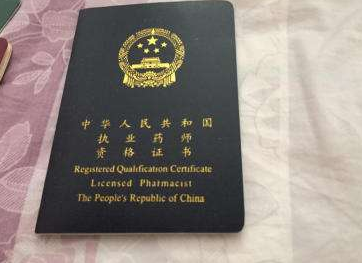 中华人民共和国
执业药师
资格证书
Registered Qualification Certificate
Licensed Pharmacist
The People's Republic of China